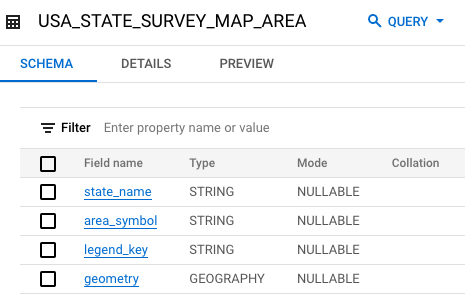 USA_STATE_SURVEY_MAP_AREA QUERY
SCHEMA DETAILS PREVIEW
Filter Enter property name or value
Field name Type Mode Collation
state_name STRING NULLABLE
area_symbol STRING NULLABLE
legend_key STRING NULLABLE
geometry GEOGRAPHY NULLABLE